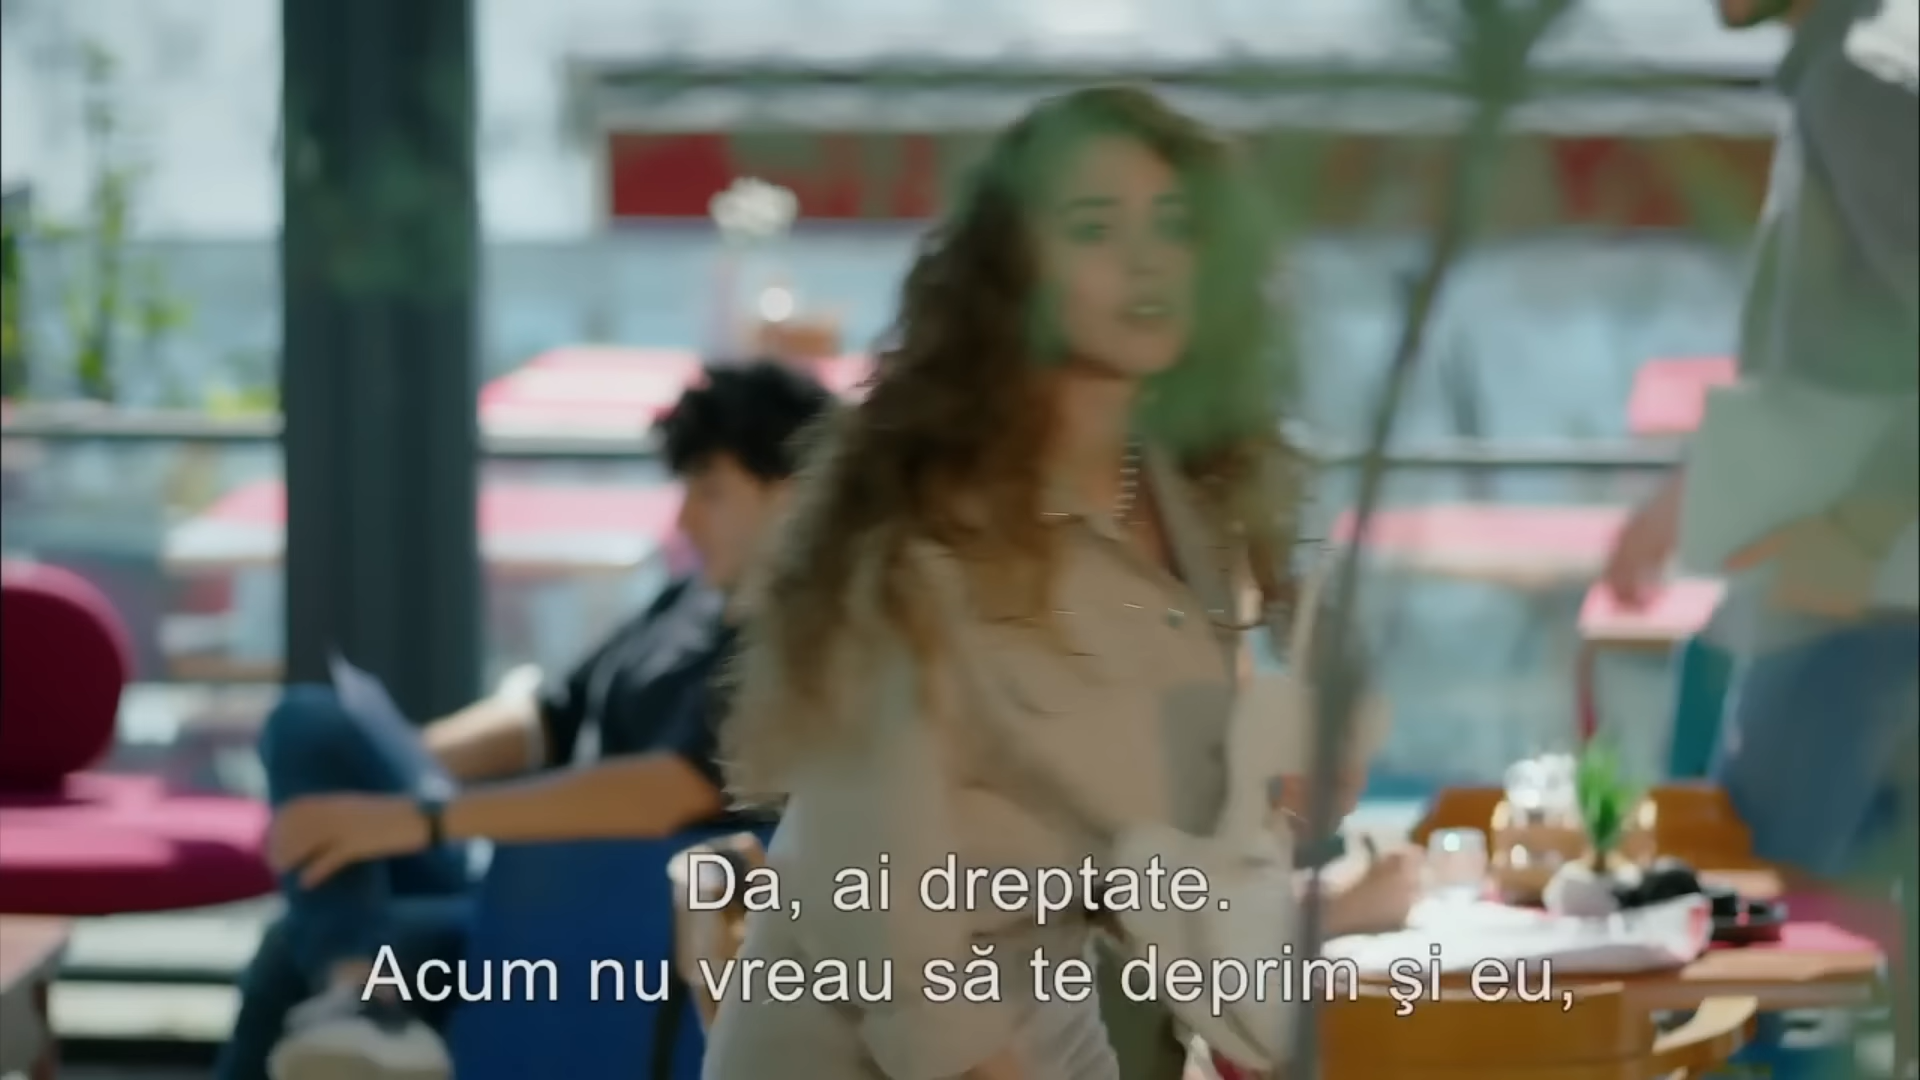 Da, ai dreptate.
Acum nu vreau să te deprim şi eu,